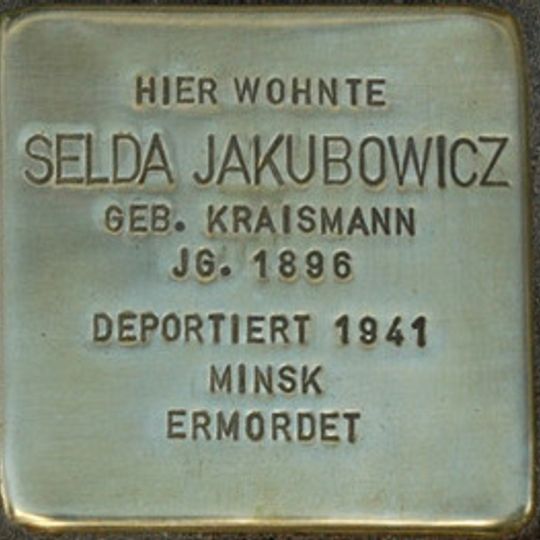 HIER WOHNTE
SELDA JAKUBOWICZ
GEB. KRAISMANN
JG. 1896
DEPORTIERT 1941
MINSK
ERMORDET